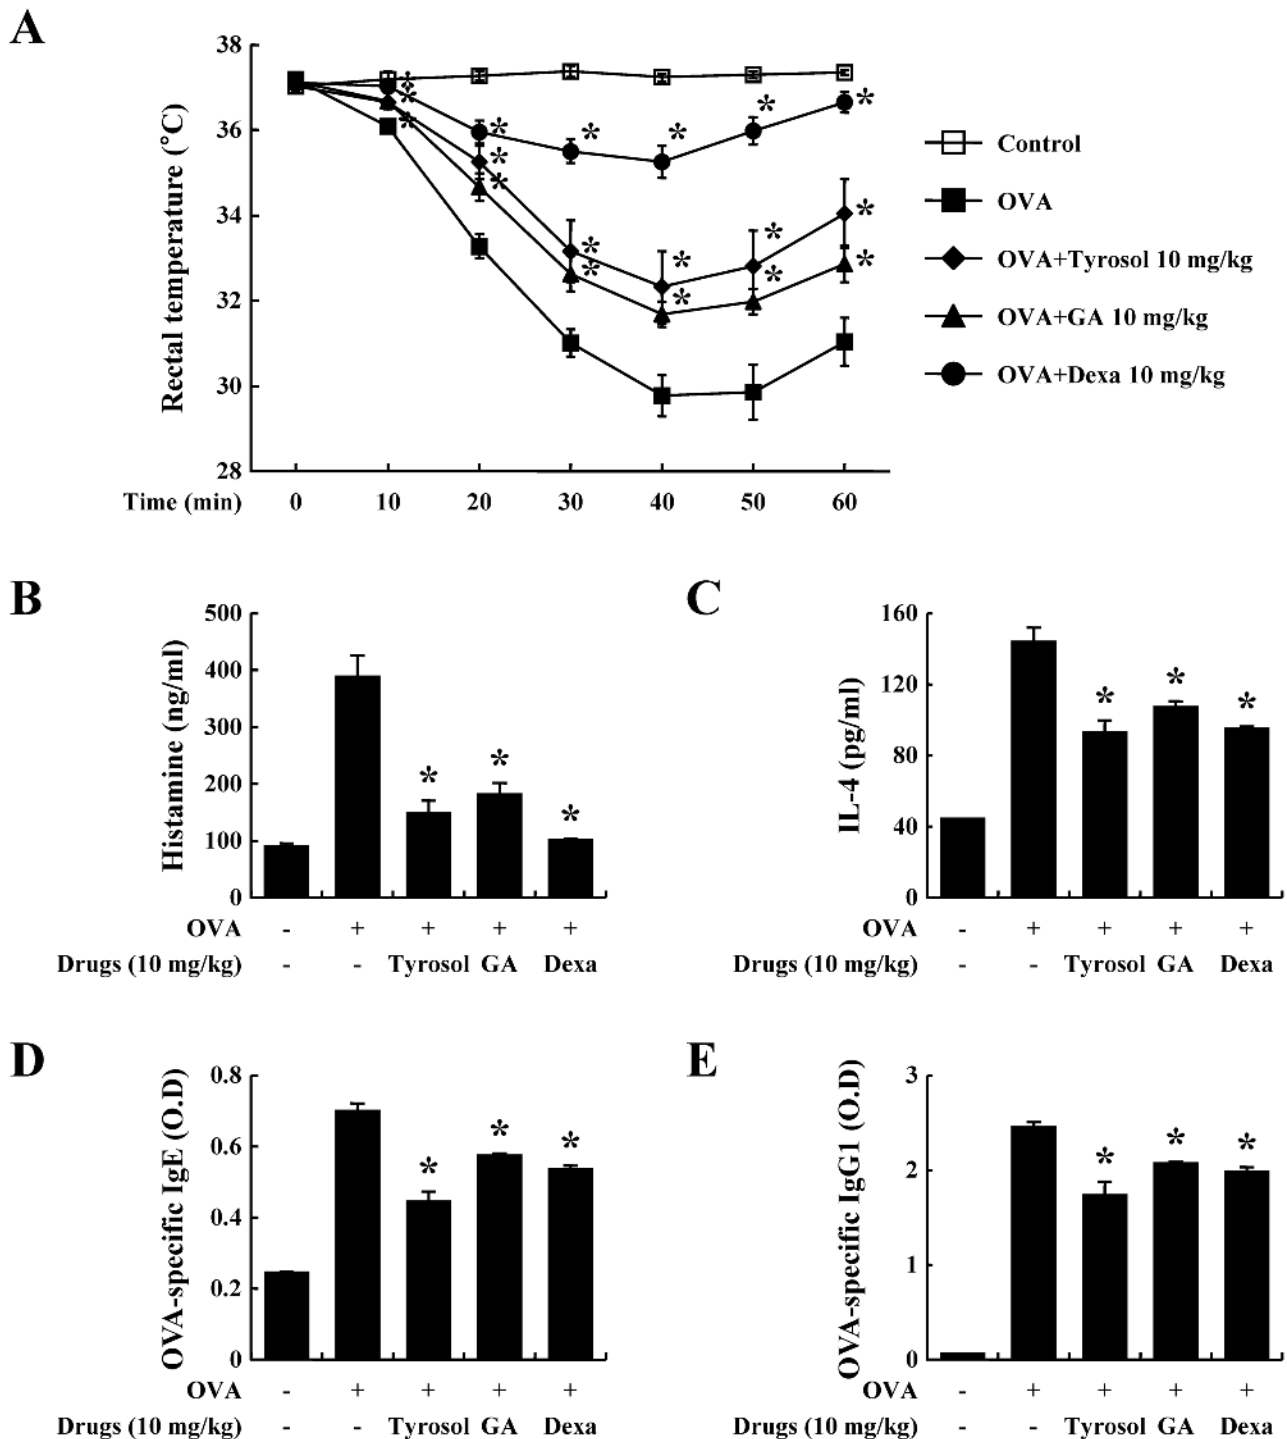 A
38
36
34
32
30
28
Rectal temperature (°C)
Time (min) 0 10 20 30 40 50 60
* * *
* * *
* * *
* * *
* * *
* * *
Control
OVA
OVA+Tyrosol 10 mg/kg
OVA+GA 10 mg/kg
OVA+Dexa 10 mg/kg
B
500
400
300
200
100
0
Histamine (ng/ml)
* * *
OVA - + + + +
Drugs (10 mg/kg) - - Tyrosol GA Dexa
C
160
120
80
40
0
IL-4 (pg/ml)
* * *
OVA - + + + +
Drugs (10 mg/kg) - - Tyrosol GA Dexa
D
0.8
0.6
0.4
0.2
0
OVA-specific IgE (O.D)
* * *
OVA - + + + +
Drugs (10 mg/kg) - - Tyrosol GA Dexa
E
3
2
1
0
OVA-specific IgG1 (O.D)
* * *
OVA - + + + +
Drugs (10 mg/kg) - - Tyrosol GA Dexa